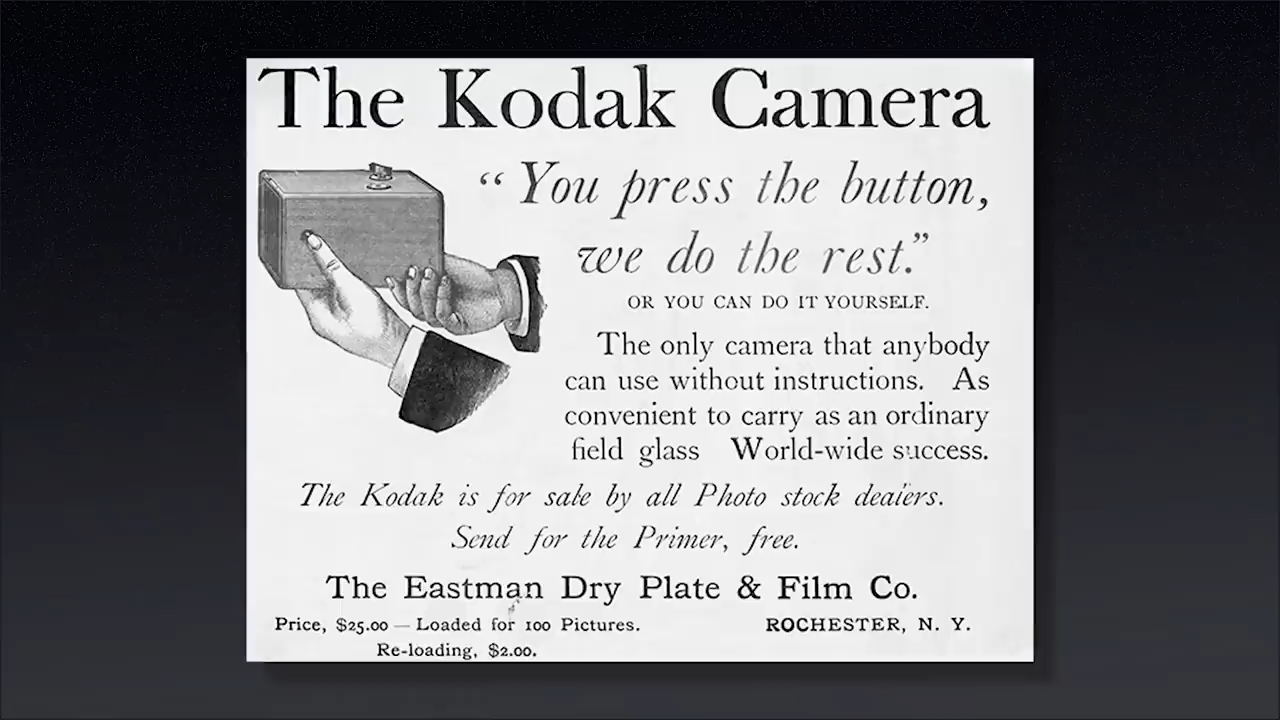 The Kodak Camera
“You press the button,
we do the rest.”
OR YOU CAN DO IT YOURSELF.
The only camera that anybody
can use without instructions. As
convenient to carry as an ordinary
field glass World-wide success.
The Kodak is for sale by all Photo stock dealers.
Send for the Primer, free.
The Eastman Dry Plate & Film Co.
Price, $25.00 — Loaded for 100 Pictures. ROCHESTER, N. Y.
Re-loading, $2.00.